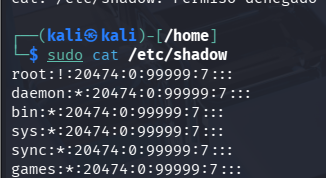 cat: /etc/shadow: Permiso denegado
┌──(kali㉿kali)-[/home]
└─$ sudo cat /etc/shadow
root:!:20474:0:99999:7:::
daemon:*:20474:0:99999:7:::
bin:*:20474:0:99999:7:::
sys:*:20474:0:99999:7:::
sync:*:20474:0:99999:7:::
games:*:20474:0:99999:7:::